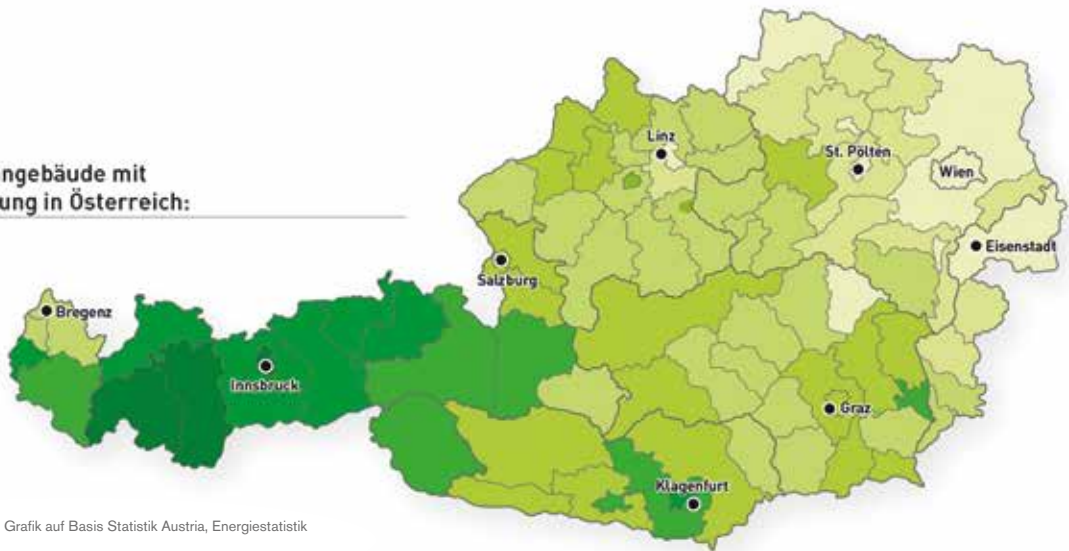 ngebäude mit
ung in Österreich:
Linz
St. Pölten
Wien
Eisenstadt
Salzburg
Bregenz
Innsbruck
Graz
Klagenfurt
Grafik auf Basis Statistik Austria, Energiestatistik